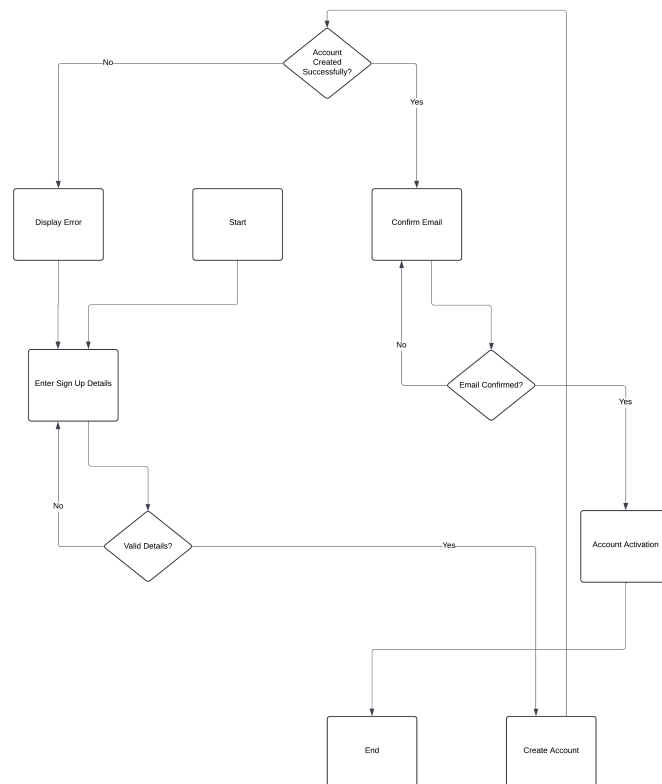 Account
Created
Successfully?
No
Yes
Display Error
Start
Confirm Email
No
Enter Sign Up Details
Email Confirmed?
Yes
No
Valid Details?
Yes
Account Activation
End
Create Account